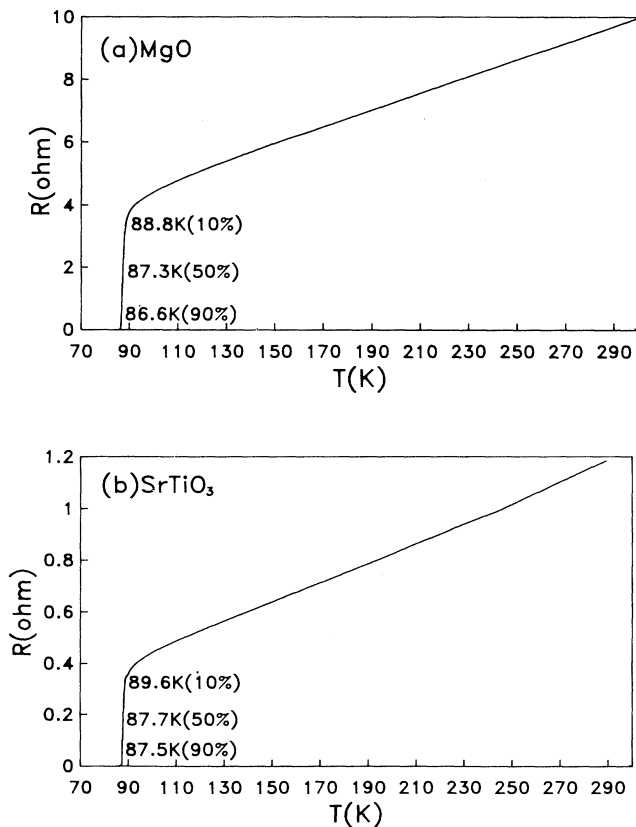 10
(a)MgO
8
6
R(ohm)
4
88.8K(10%)
2
87.3K(50%)
86.6K(90%)
0
70 90 110 130 150 170 190 210 230 250 270 290
T(K)
1.2
(b)SrTiO₃
1
0.8
R(ohm)
0.6
0.4
89.6K(10%)
0.2
87.7K(50%)
87.5K(90%)
0
70 90 110 130 150 170 190 210 230 250 270 290
T(K)